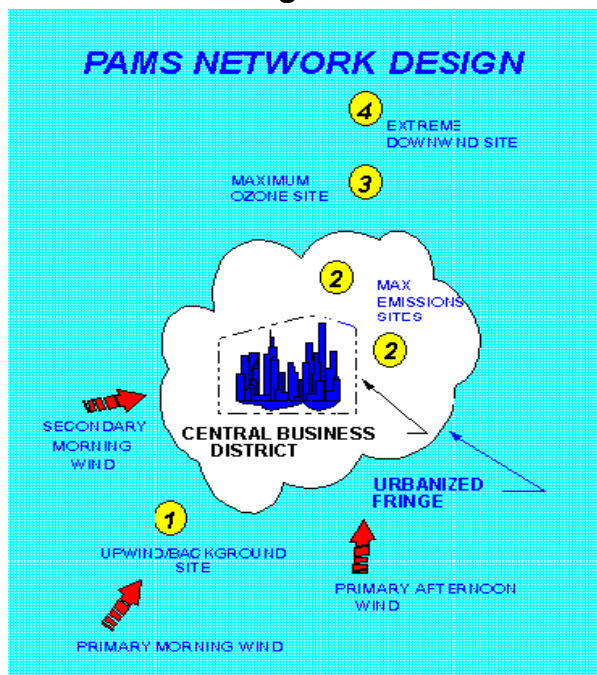 PAMS NETWORK DESIGN
4
EXTREME
DOWNWIND SITE
MAXIMUM
OZONE SITE
3
2
MAX
EMISSIONS
SITES
2
SECONDARY
MORNING
WIND
CENTRAL BUSINESS
DISTRICT
URBANIZED
FRINGE
1
UPWIND/BACKGROUND
SITE
PRIMARY AFTERNOON
WIND
PRIMARY MORNING WIND